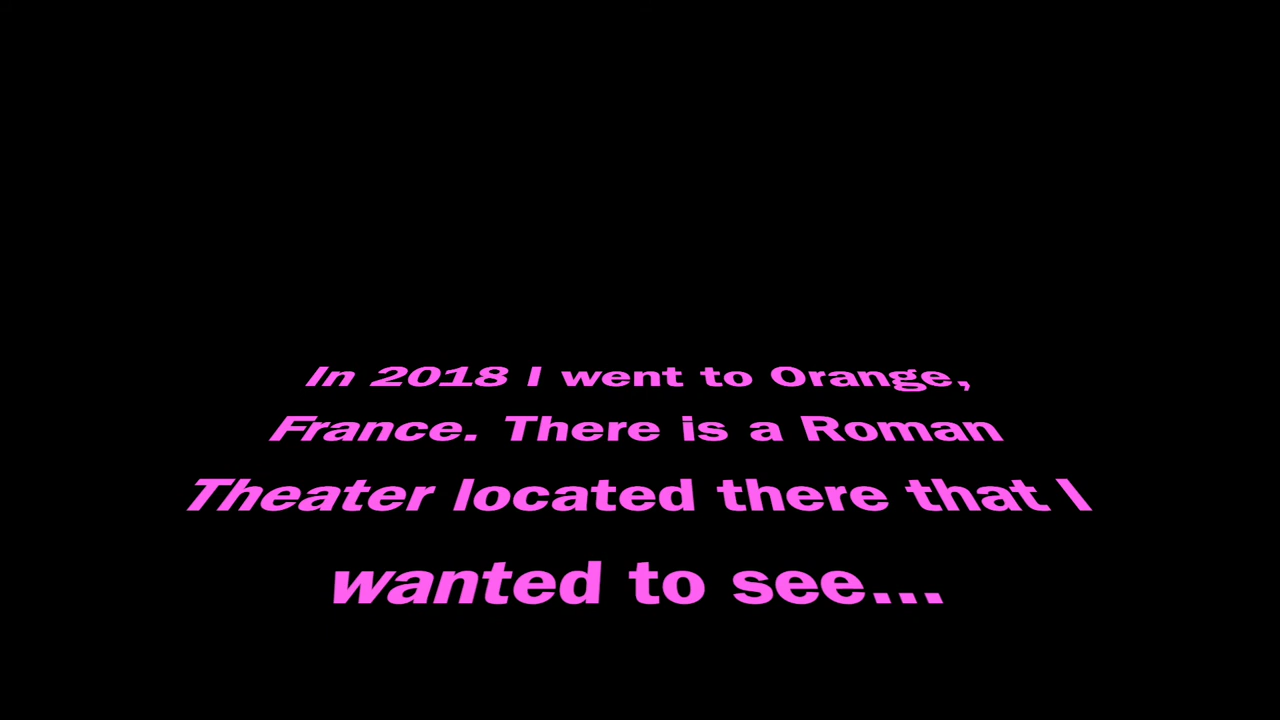 In 2018 I went to Orange,
France. There is a Roman
Theater located there that I
wanted to see...